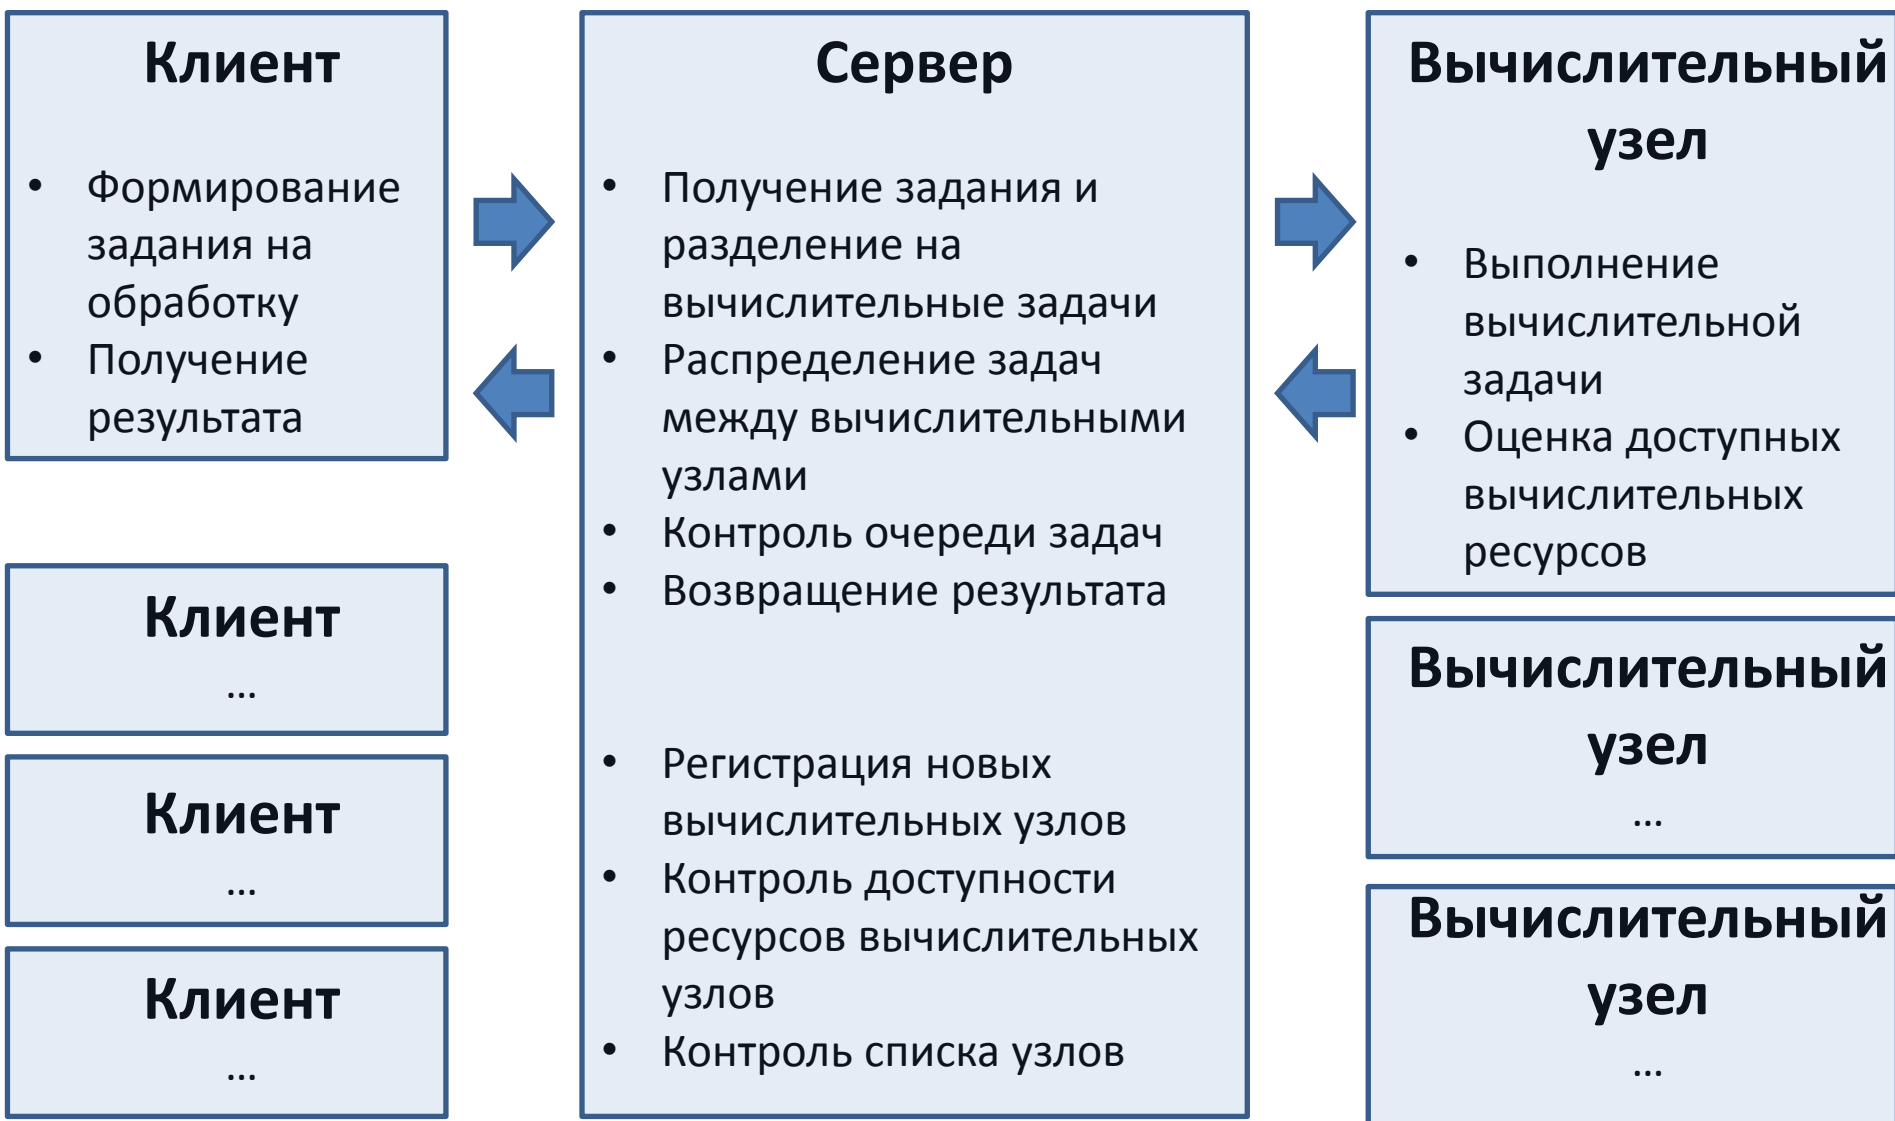 Клиент
• Формирование
задания на
обработку
• Получение
результата
Клиент
...
Клиент
...
Клиент
...
Сервер
• Получение задания и
разделение на
вычислительные задачи
• Распределение задач
между вычислительными
узлами
• Контроль очереди задач
• Возвращение результата
• Регистрация новых
вычислительных узлов
• Контроль доступности
ресурсов вычислительных
узлов
• Контроль списка узлов
Вычислительный
узел
• Выполнение
вычислительной
задачи
• Оценка доступных
вычислительных
ресурсов
Вычислительный
узел
...
Вычислительный
узел
...